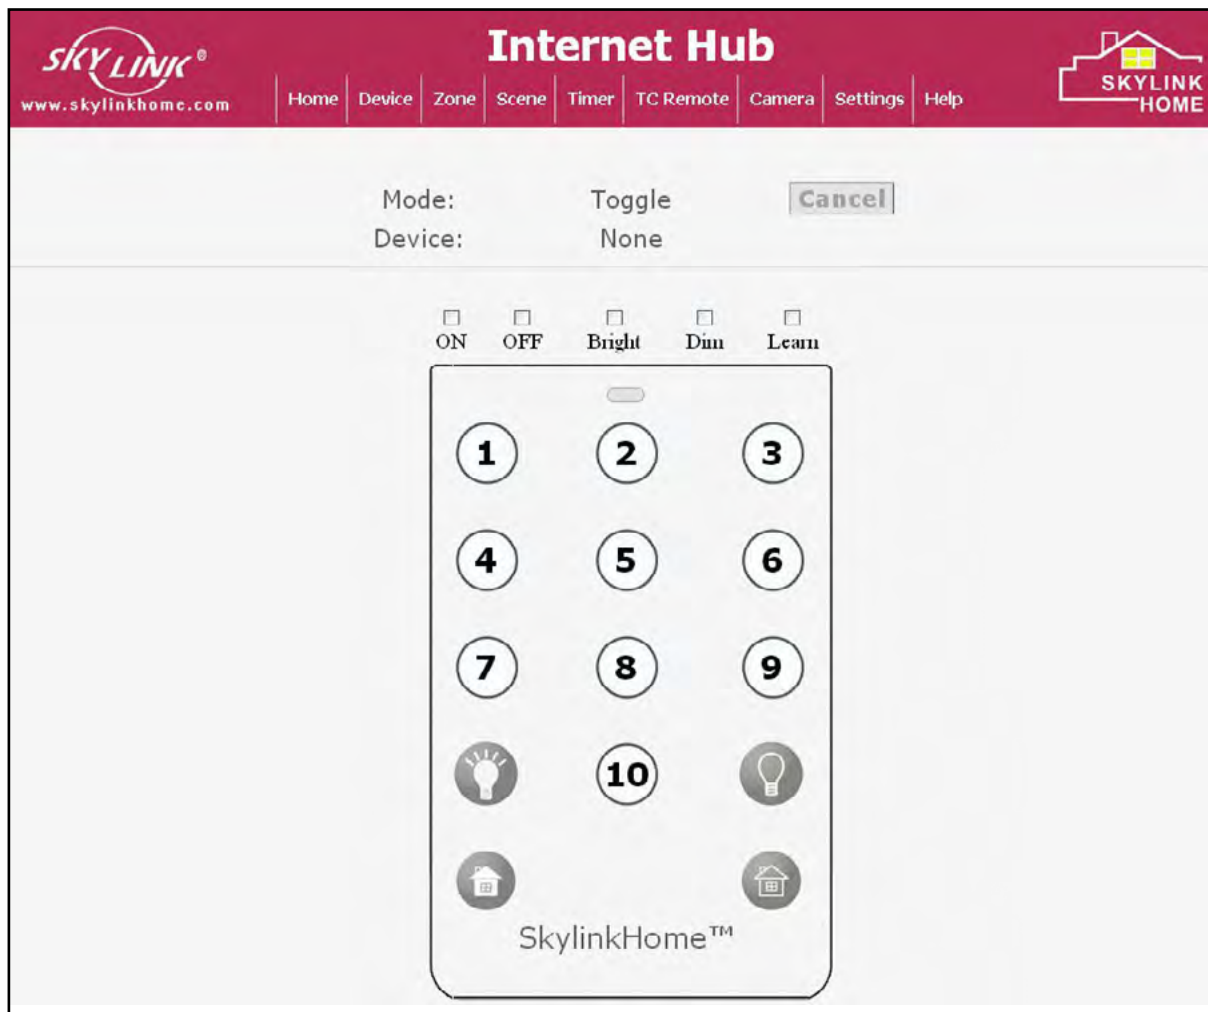 SKYLINK®
www.skylinkhome.com
Internet Hub
Home Device Zone Scene Timer TC Remote Camera Settings Help
SKYLINK
HOME
Mode: Toggle Cancel
Device: None
ON OFF Bright Dim Learn
1 2 3
4 5 6
7 8 9
10
SkylinkHome™